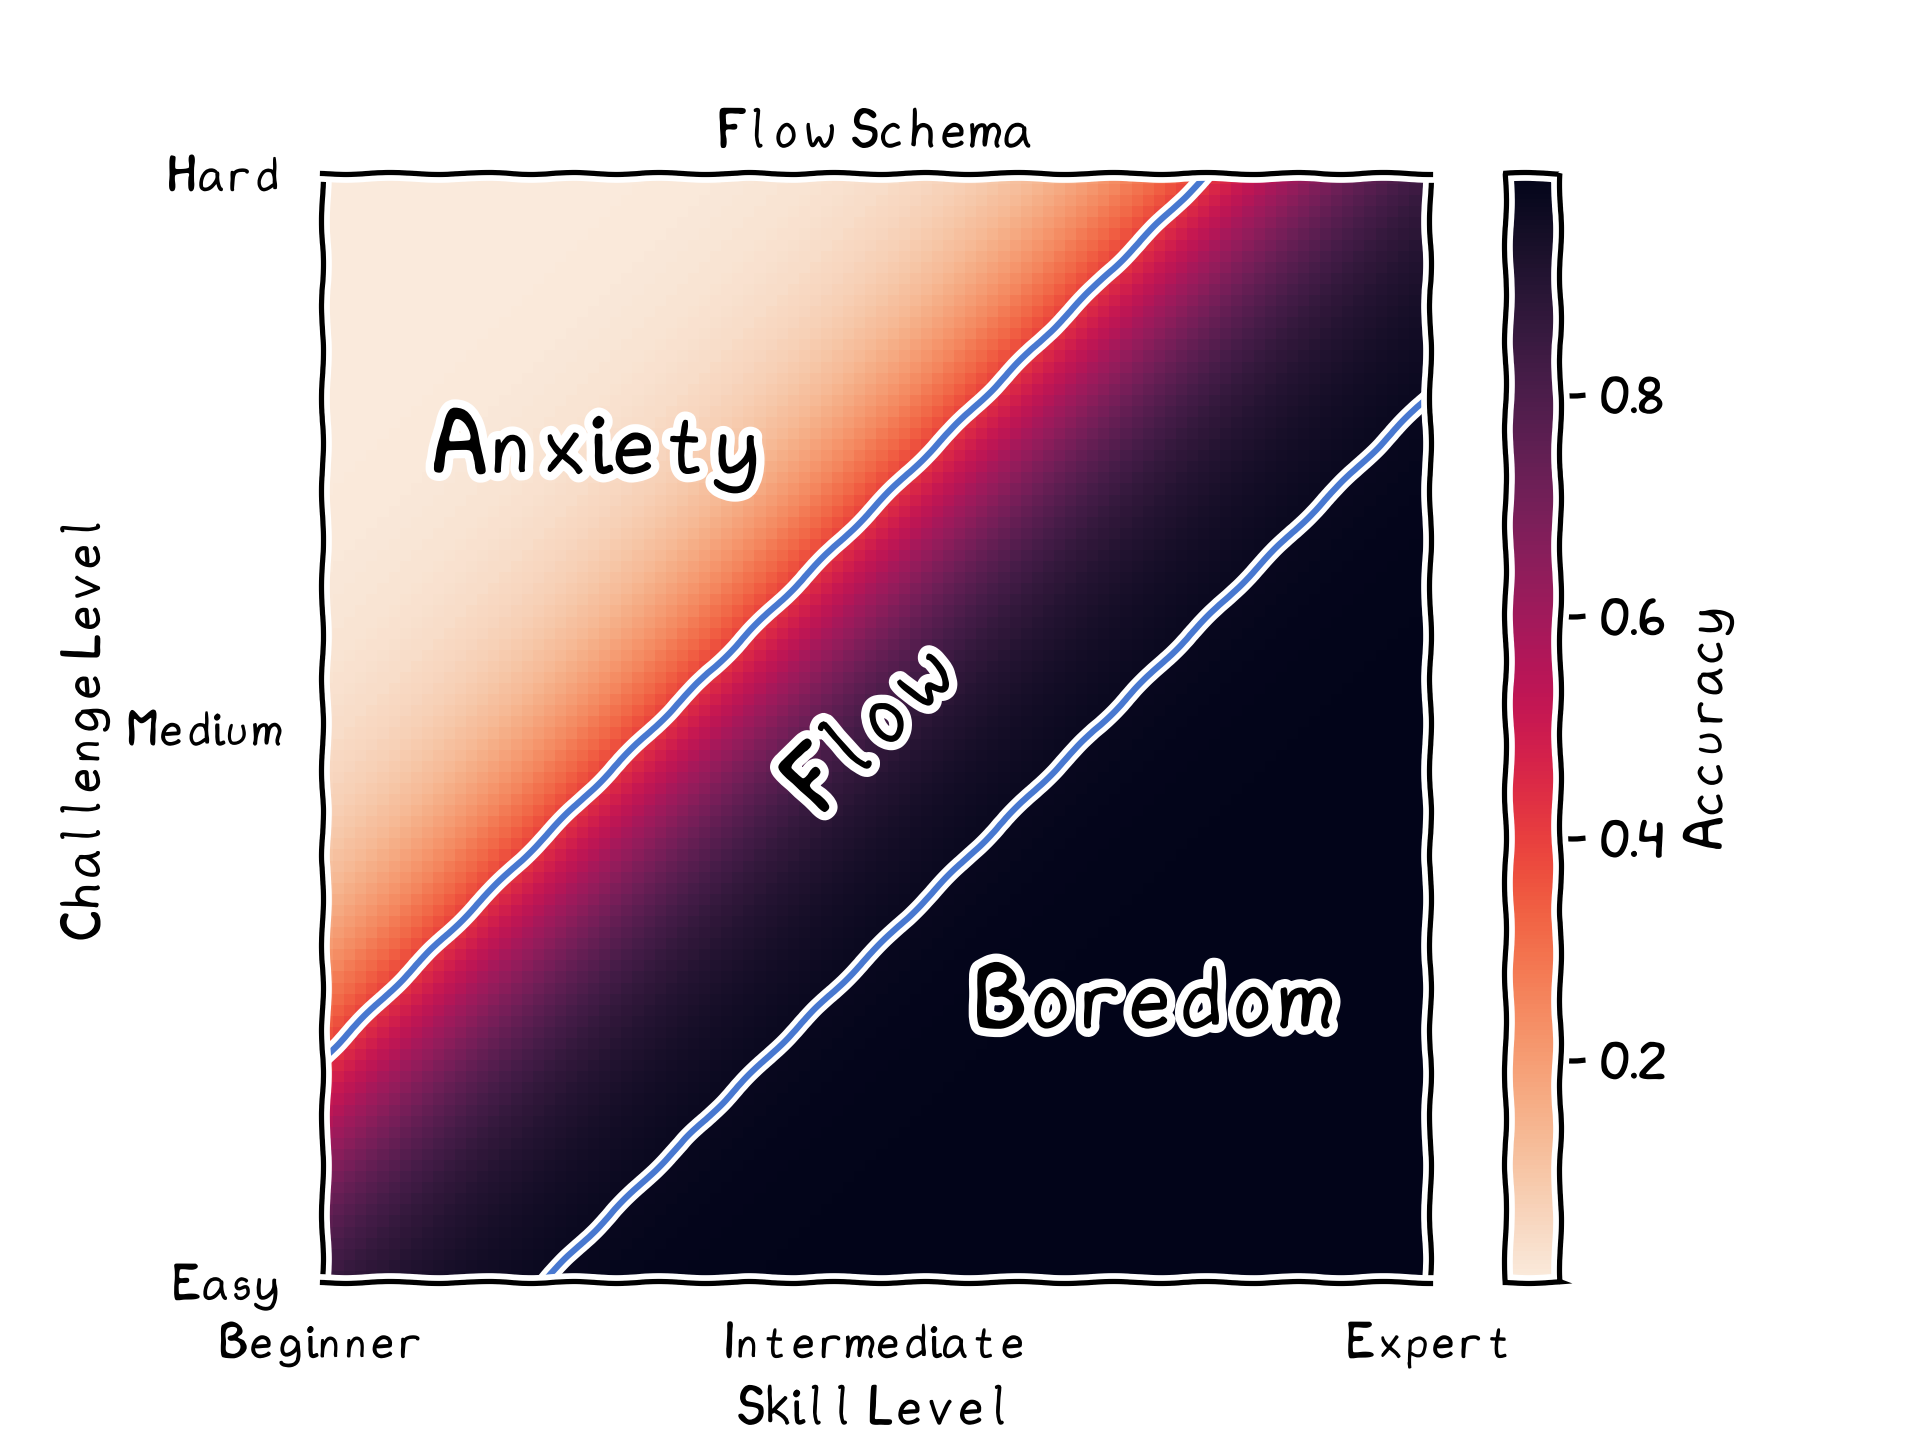 Flow Schema
Hard
Anxiety
0.8
0.6
Challenge Level
Medium
Flow
Accuracy
0.4
Boredom
0.2
Easy
Beginner
Intermediate
Expert
Skill Level